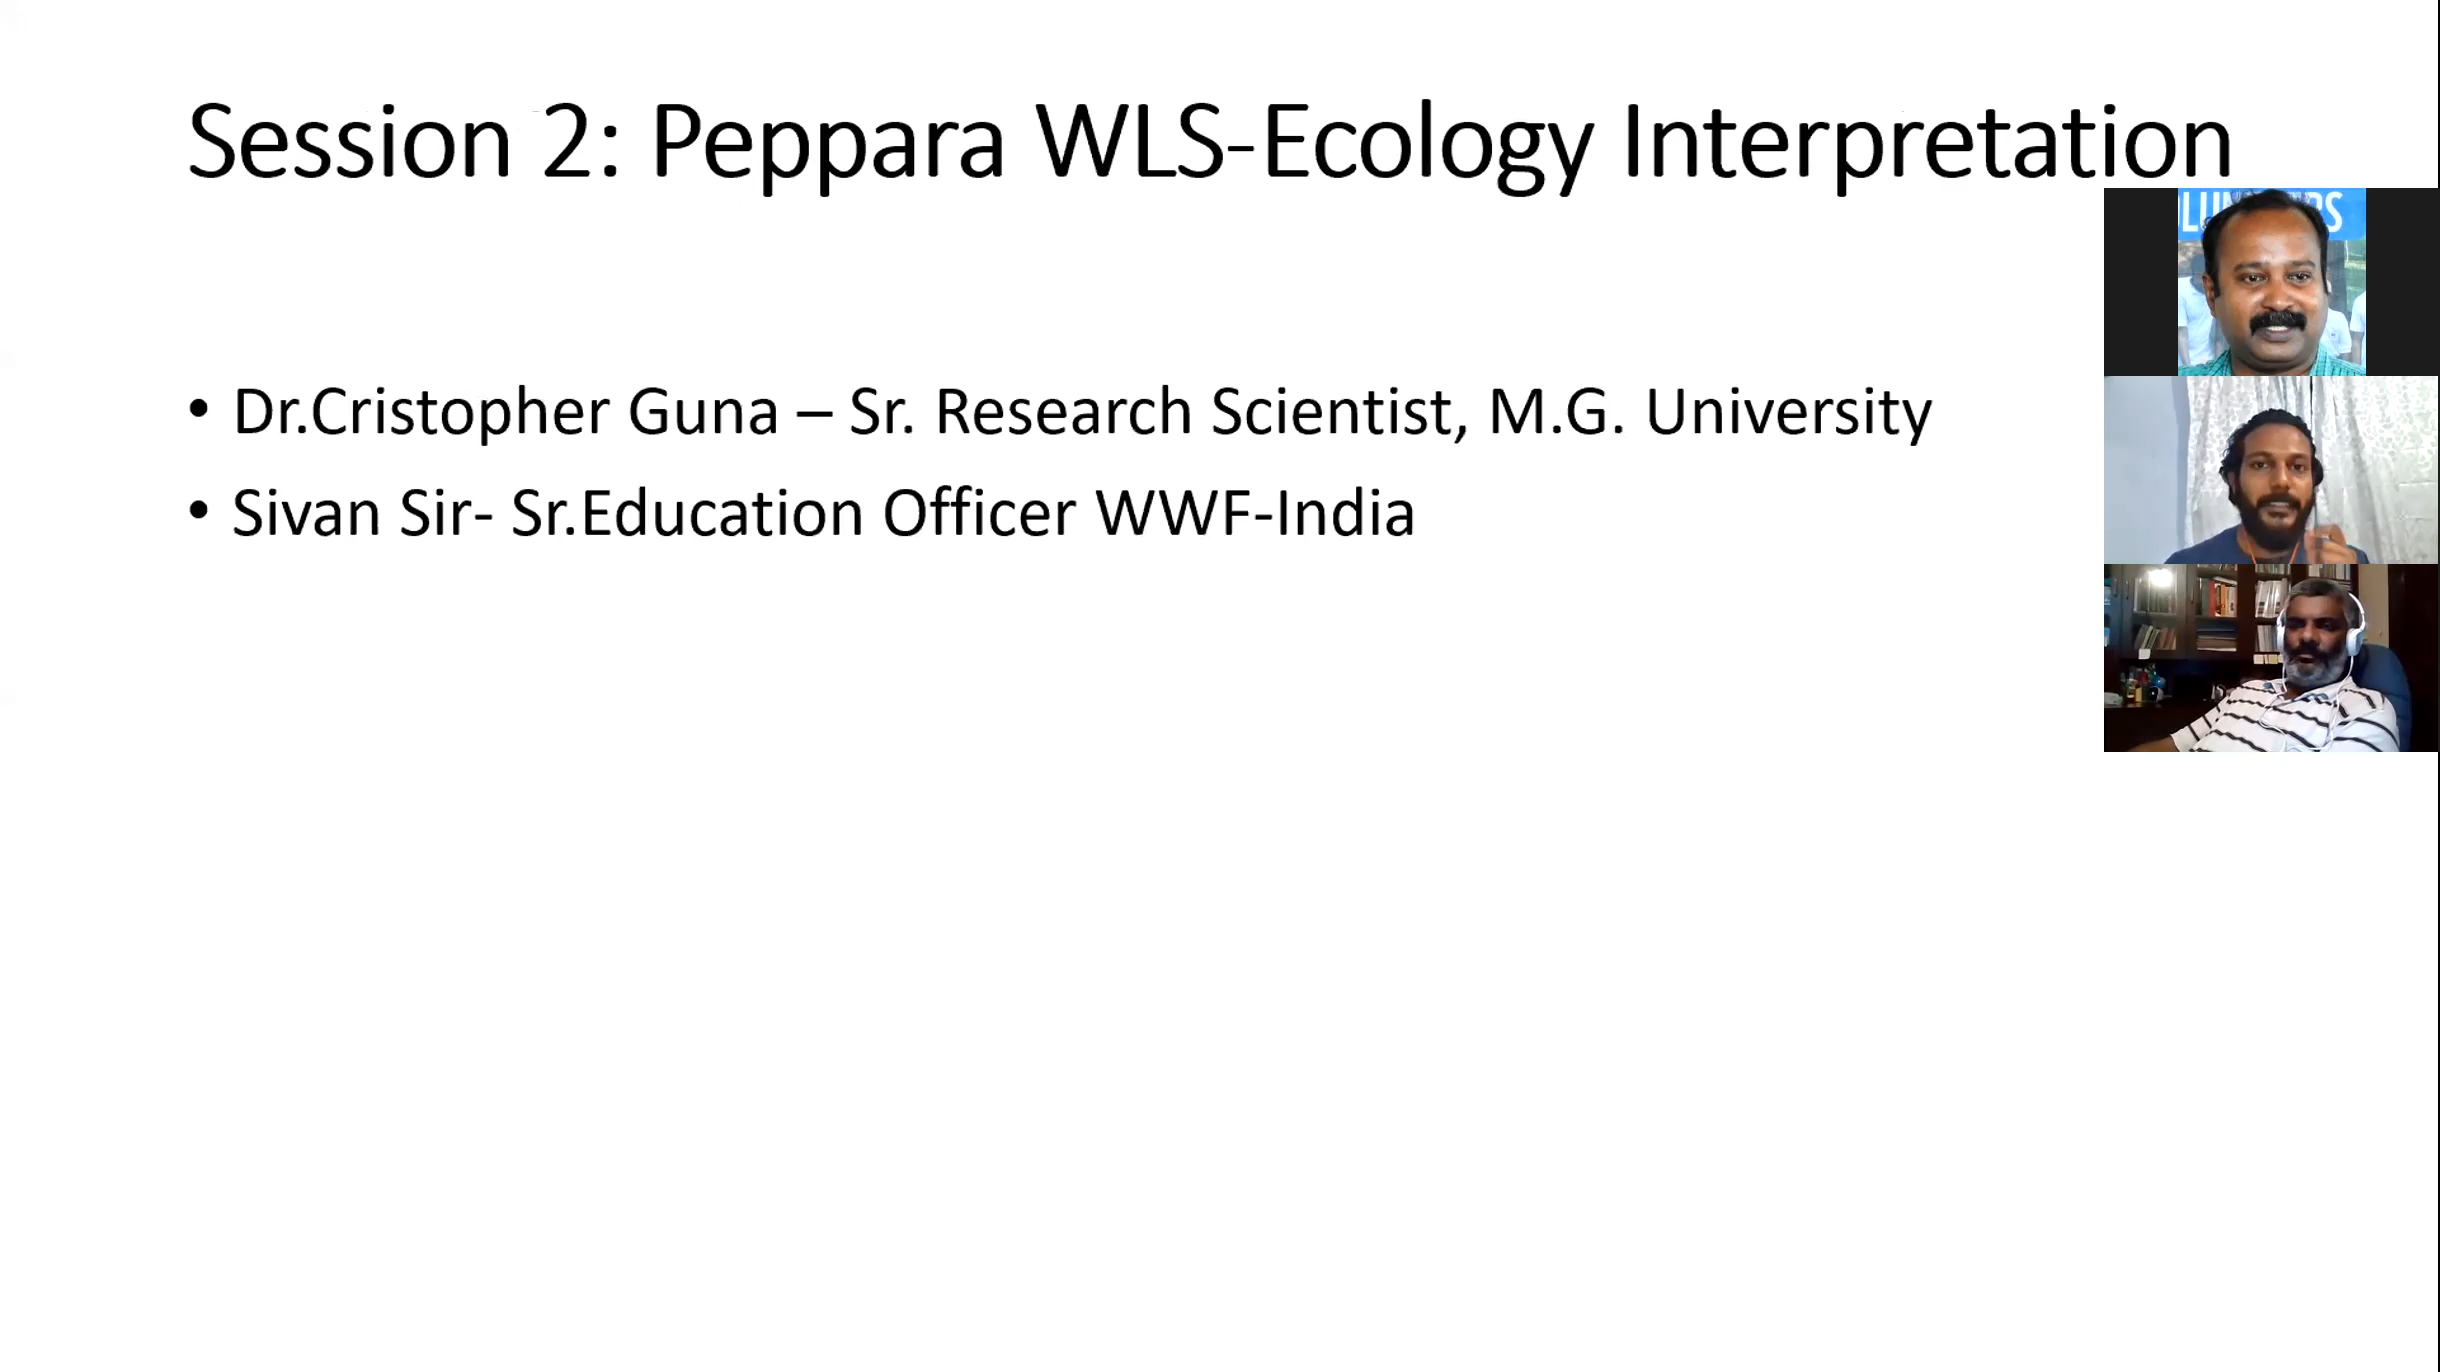 Session 2: Peppara WLS-Ecology Interpretation
• Dr.Cristopher Guna – Sr. Research Scientist, M.G. University
• Sivan Sir- Sr.Education Officer WWF-India